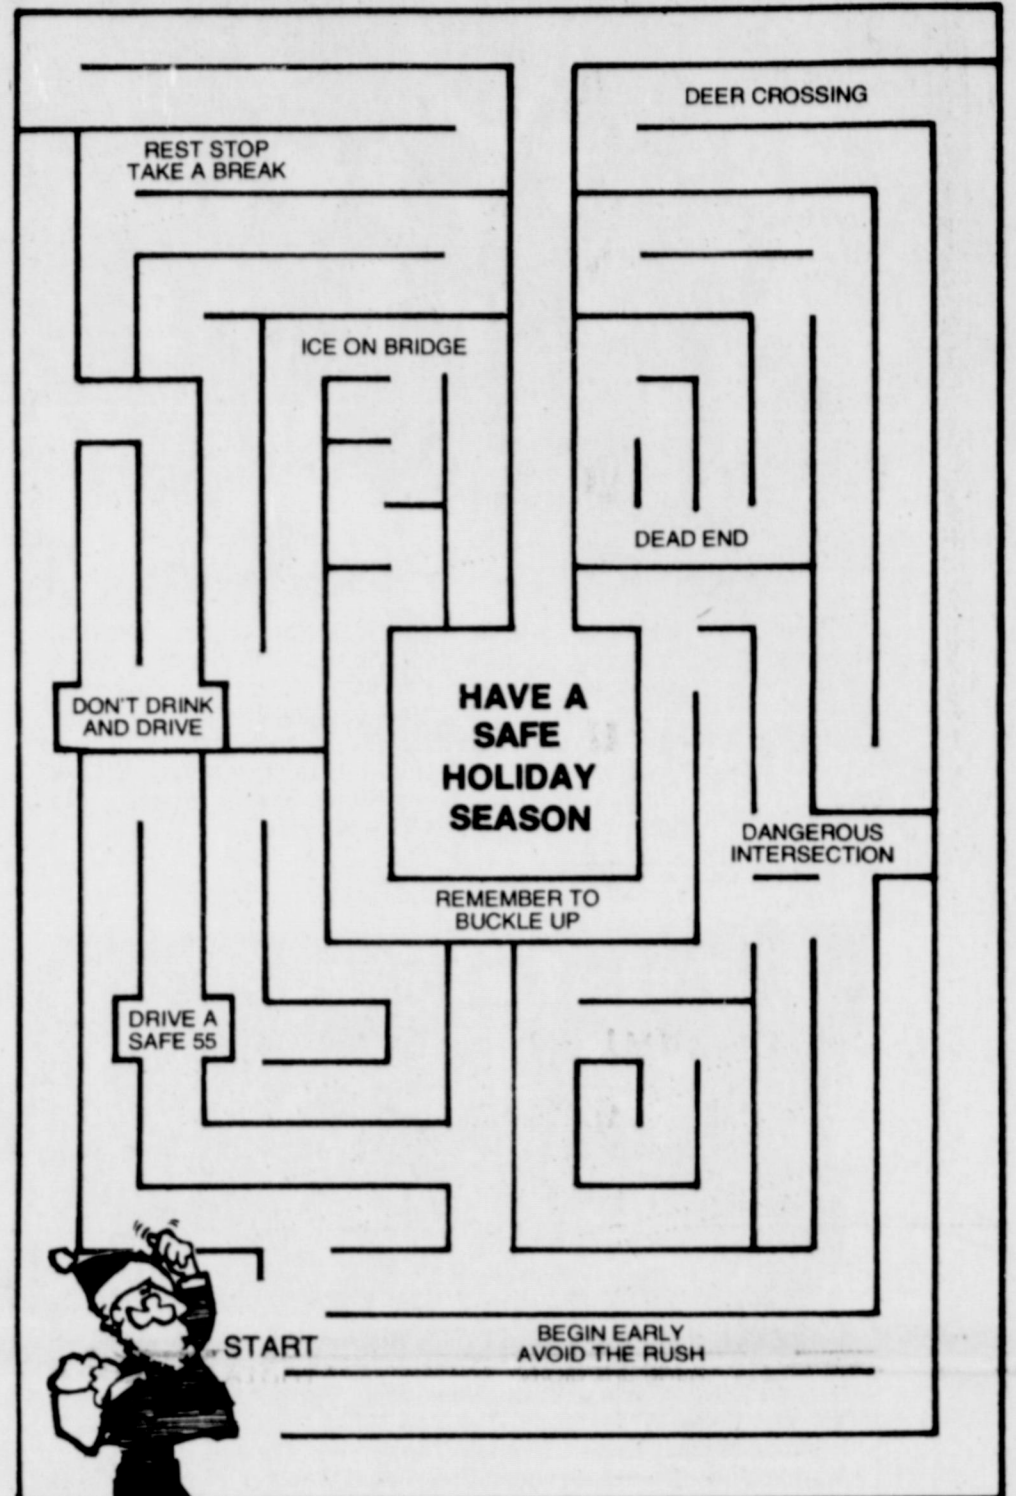 DEER CROSSING
REST STOP
TAKE A BREAK
ICE ON BRIDGE
DEAD END
DON'T DRINK
AND DRIVE
HAVE A
SAFE
HOLIDAY
SEASON
DANGEROUS
INTERSECTION
REMEMBER TO
BUCKLE UP
DRIVE A
SAFE 55
START
BEGIN EARLY
AVOID THE RUSH